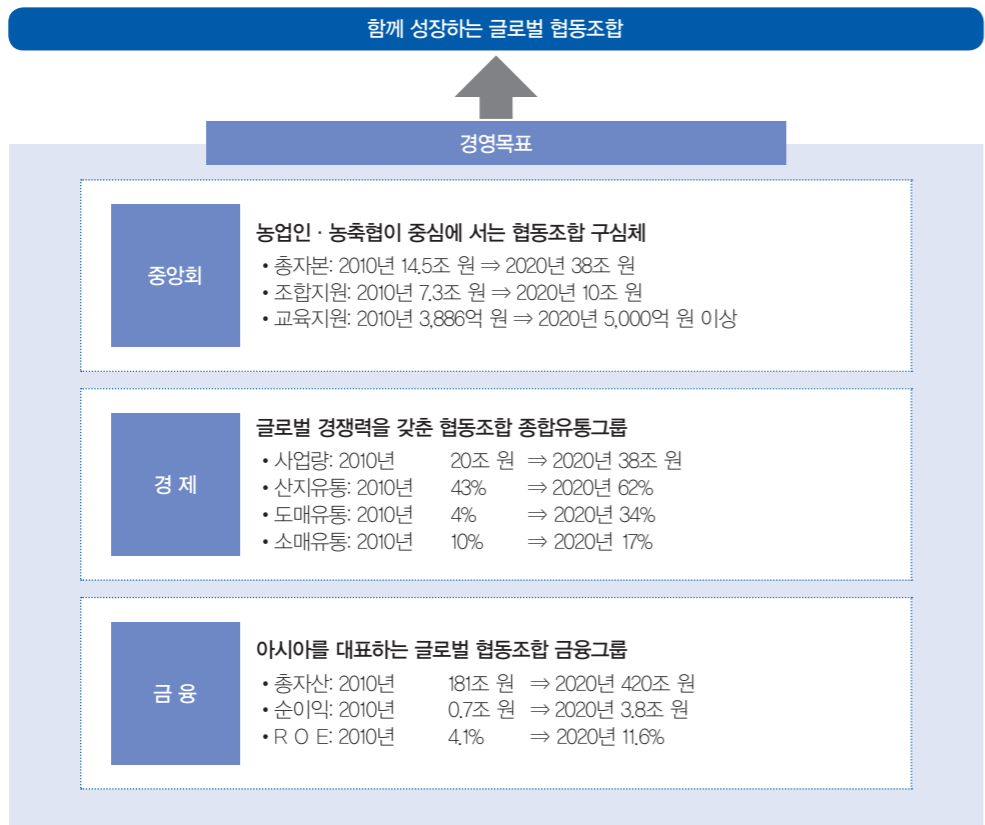 함께 성장하는 글로벌 협동조합
경영목표
중앙회
농업인 · 농축협이 중심에 서는 협동조합 구심체
• 총자본: 2010년 14.5조 원 ⇒ 2020년 38조 원
• 조합지원: 2010년 7.3조 원 ⇒ 2020년 10조 원
• 교육지원: 2010년 3,886억 원 ⇒ 2020년 5,000억 원 이상
경 제
글로벌 경쟁력을 갖춘 협동조합 종합유통그룹
• 사업량: 2010년 20조 원 ⇒ 2020년 38조 원
• 산지유통: 2010년 43% ⇒ 2020년 62%
• 도매유통: 2010년 4% ⇒ 2020년 34%
• 소매유통: 2010년 10% ⇒ 2020년 17%
금 융
아시아를 대표하는 글로벌 협동조합 금융그룹
• 총자산: 2010년 181조 원 ⇒ 2020년 420조 원
• 순이익: 2010년 0.7조 원 ⇒ 2020년 3.8조 원
• R O E: 2010년 4.1% ⇒ 2020년 11.6%